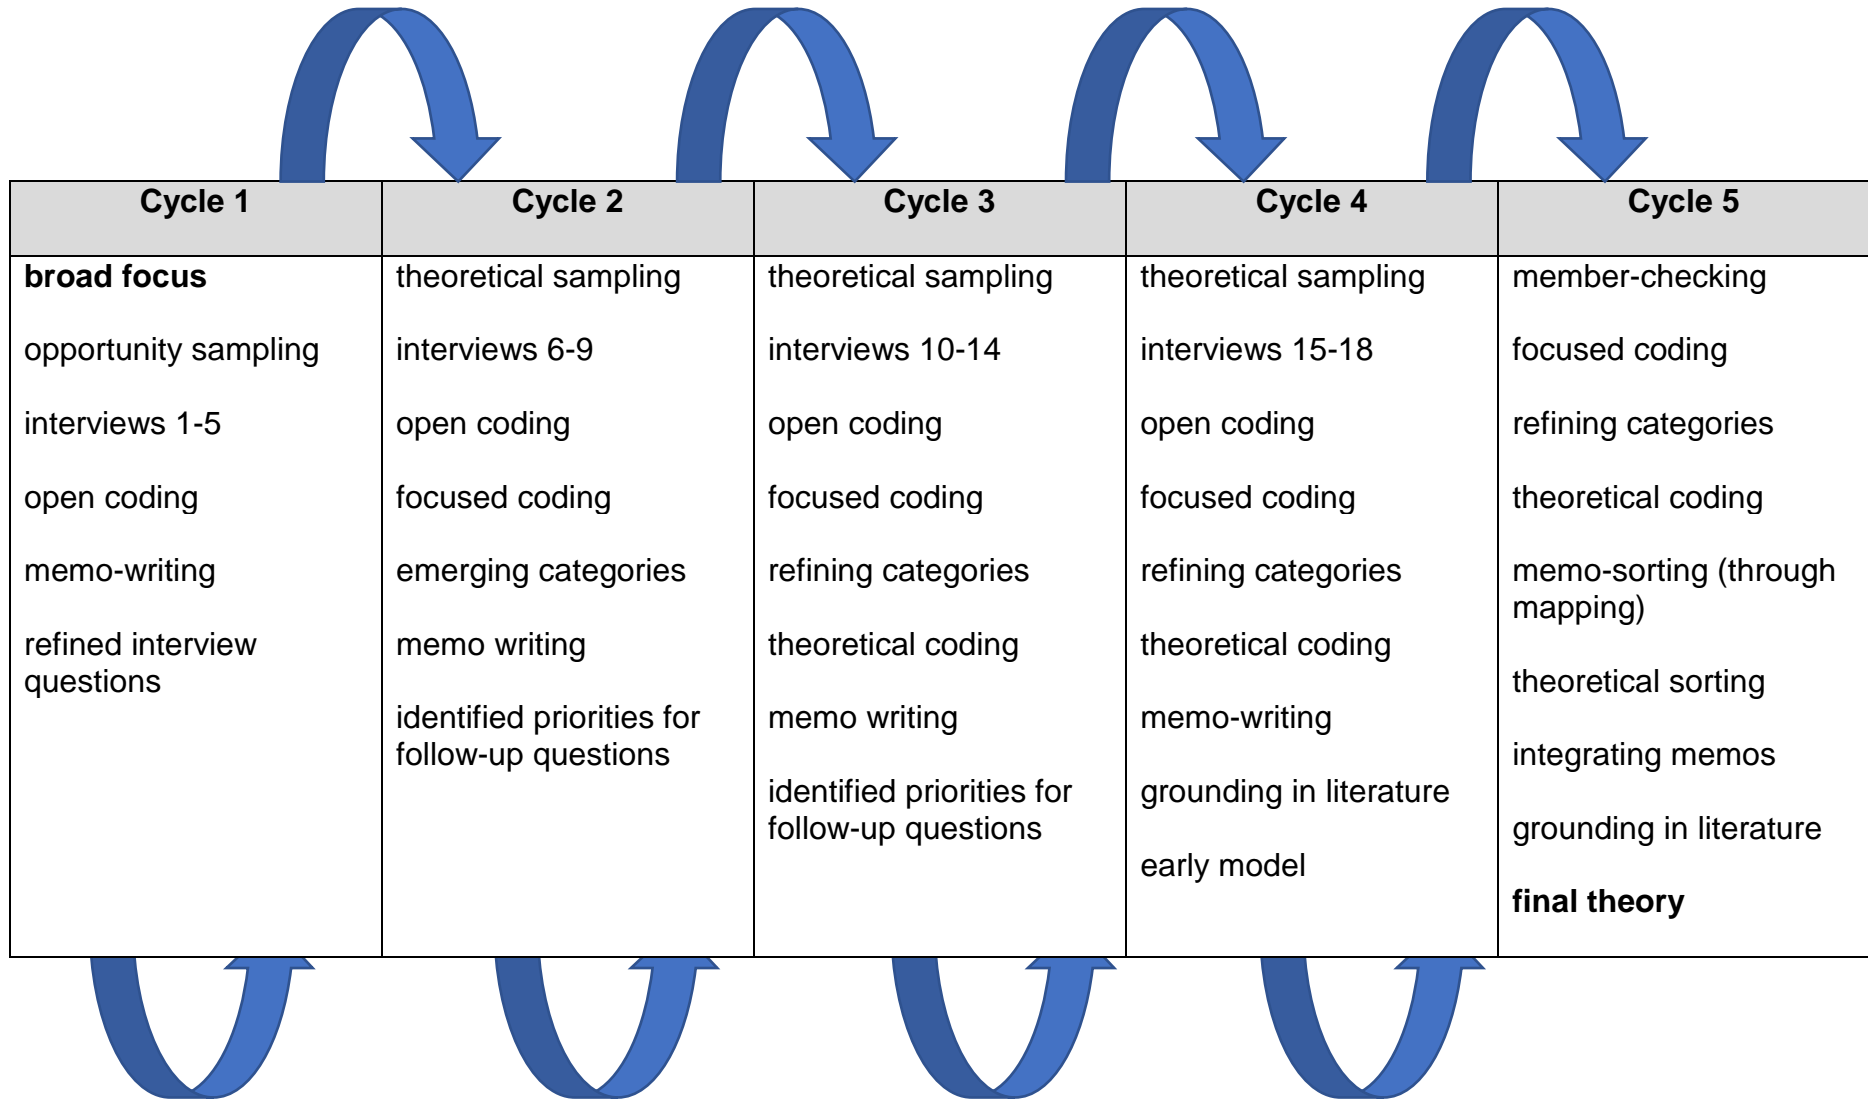 Cycle 1
Cycle 2
Cycle 3
Cycle 4
Cycle 5
broad focus
opportunity sampling
interviews 1-5
open coding
memo-writing
refined interview
questions
theoretical sampling
interviews 6-9
open coding
focused coding
emerging categories
memo writing
identified priorities for
follow-up questions
theoretical sampling
interviews 10-14
open coding
focused coding
refining categories
theoretical coding
memo writing
identified priorities for
follow-up questions
theoretical sampling
interviews 15-18
open coding
focused coding
refining categories
theoretical coding
memo-writing
grounding in literature
early model
member-checking
focused coding
refining categories
theoretical coding
memo-sorting (through
mapping)
theoretical sorting
integrating memos
grounding in literature
final theory